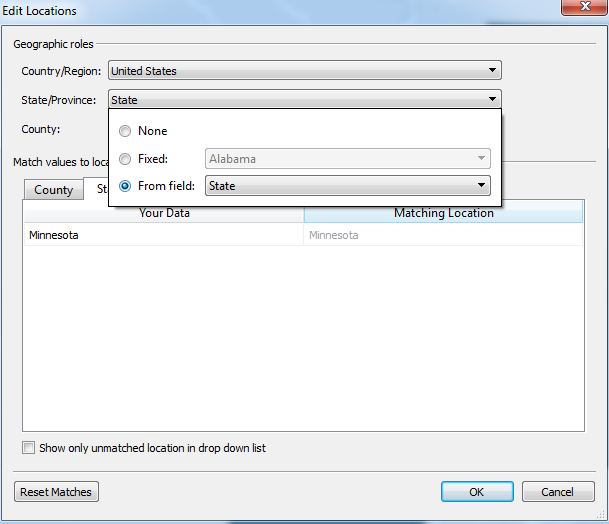 Edit Locations
Geographic roles
Country/Region: United States
State/Province: State
County:
None
Fixed: Alabama
From field: State
Match values to loca
County St
Your Data Matching Location
Minnesota Minnesota
Show only unmatched location in drop down list
Reset Matches OK Cancel